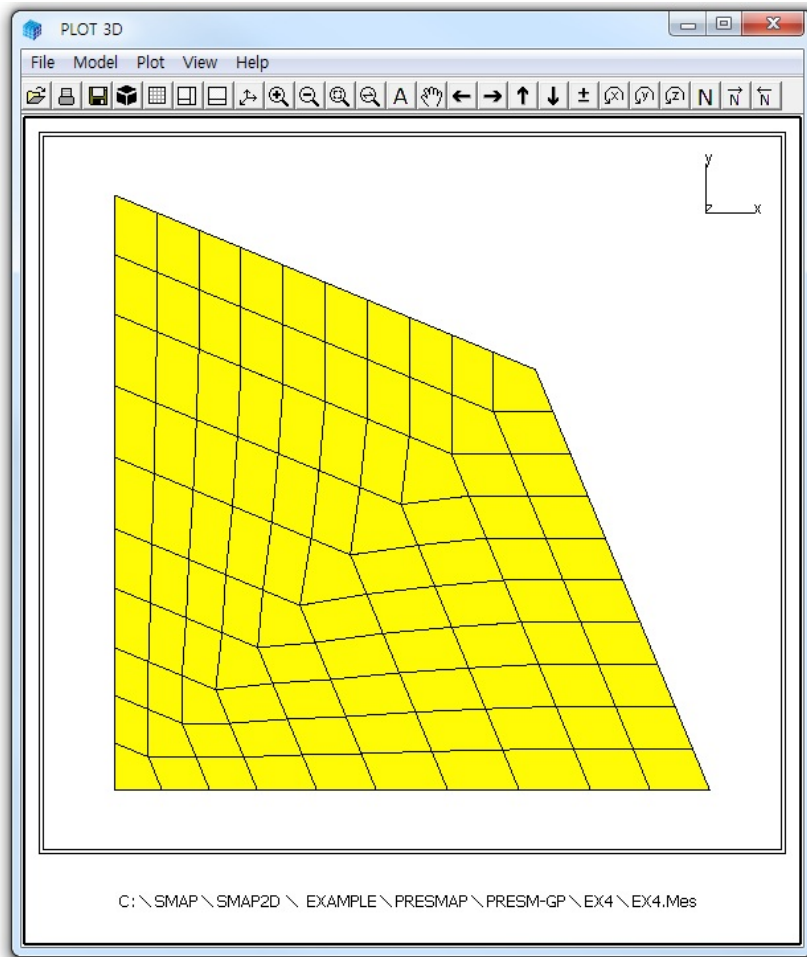 PLOT 3D
File Model Plot View Help
A ± x y z N N N
y
z x
C:\SMAP\SMAP2D \ EXAMPLE\PRESMAP\PRESM-GP\EX4\EX4.Mes